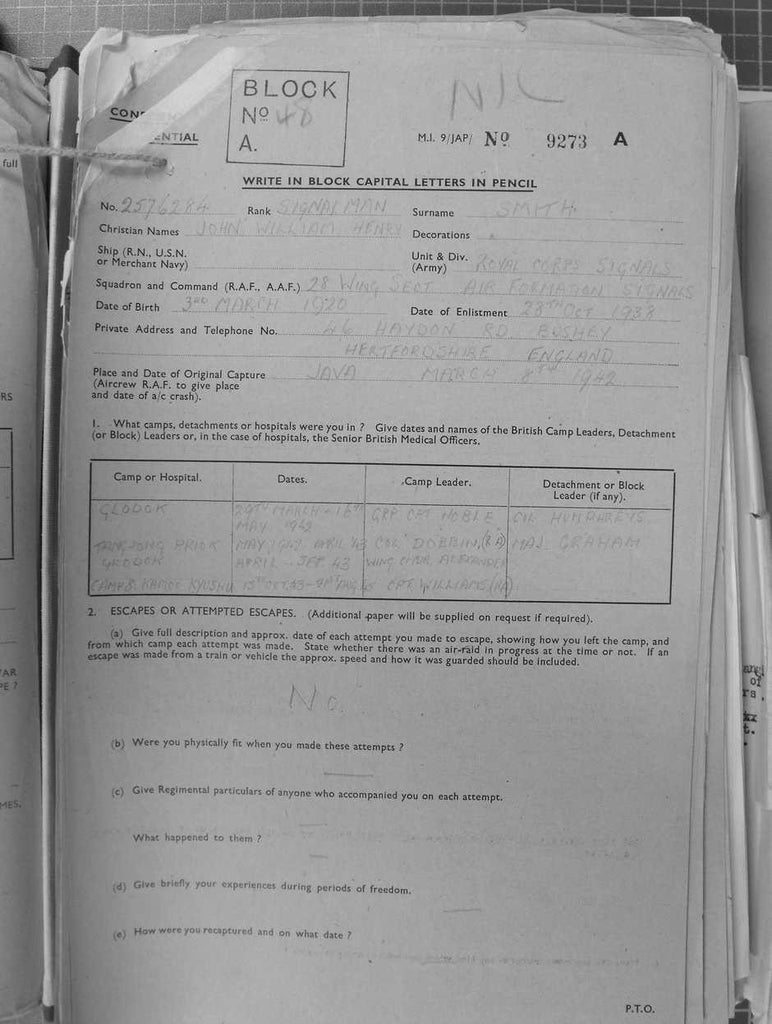 full
CONFIDENTIAL
BLOCK
Nº 48
A.
NIL
M.I. 9/JAP/ Nº 9273 A
WRITE IN BLOCK CAPITAL LETTERS IN PENCIL
No. 2576284 Rank SIGNALMAN Surname SMITH
Christian Names JOHN WILLIAM HENRY Decorations
Ship (R.N., U.S.N.
or Merchant Navy)
Unit & Div.
(Army) ROYAL CORPS SIGNALS
Squadron and Command (R.A.F., A.A.F.) 28 WING SECT AIR FORMATION SIGNALS
Date of Birth 3RD MARCH 1920 Date of Enlistment 28TH OCT 1938
Private Address and Telephone No. 46 HAYDON RD BUSHEY
HERTFORDSHIRE ENGLAND
Place and Date of Original Capture JAVA MARCH 8TH 1942
(Aircrew R.A.F. to give place
and date of a/c crash).
1. What camps, detachments or hospitals were you in ? Give dates and names of the British Camp Leaders, Detachment
(or Block) Leaders or, in the case of hospitals, the Senior British Medical Officers.
Camp or Hospital. Dates. Camp Leader. Detachment or Block
Leader (if any).
GLODOK 29TH MARCH - 18TH MAY 1942 GRP CPT NOBLE COL HUMPHREYS
TANJONG PRIOK MAY 1942 APRIL '43 COL DOBBIN (RA) MAJ. GRAHAM
GLODOK APRIL - SEPT 43 WING CMDR ALEXANDER
CAMP 8 KAMOO KYUSHU 15TH OCT 43 - CPT WILLIAMS
2. ESCAPES OR ATTEMPTED ESCAPES. (Additional paper will be supplied on request if required).
(a) Give full description and approx. date of each attempt you made to escape, showing how you left the camp, and
from which camp each attempt was made. State whether there was an air-raid in progress at the time or not. If an
escape was made from a train or vehicle the approx. speed and how it was guarded should be included.
No.
(b) Were you physically fit when you made these attempts ?
(c) Give Regimental particulars of anyone who accompanied you on each attempt.
What happened to them ?
(d) Give briefly your experiences during periods of freedom.
(e) How were you recaptured and on what date ?
P.T.O.